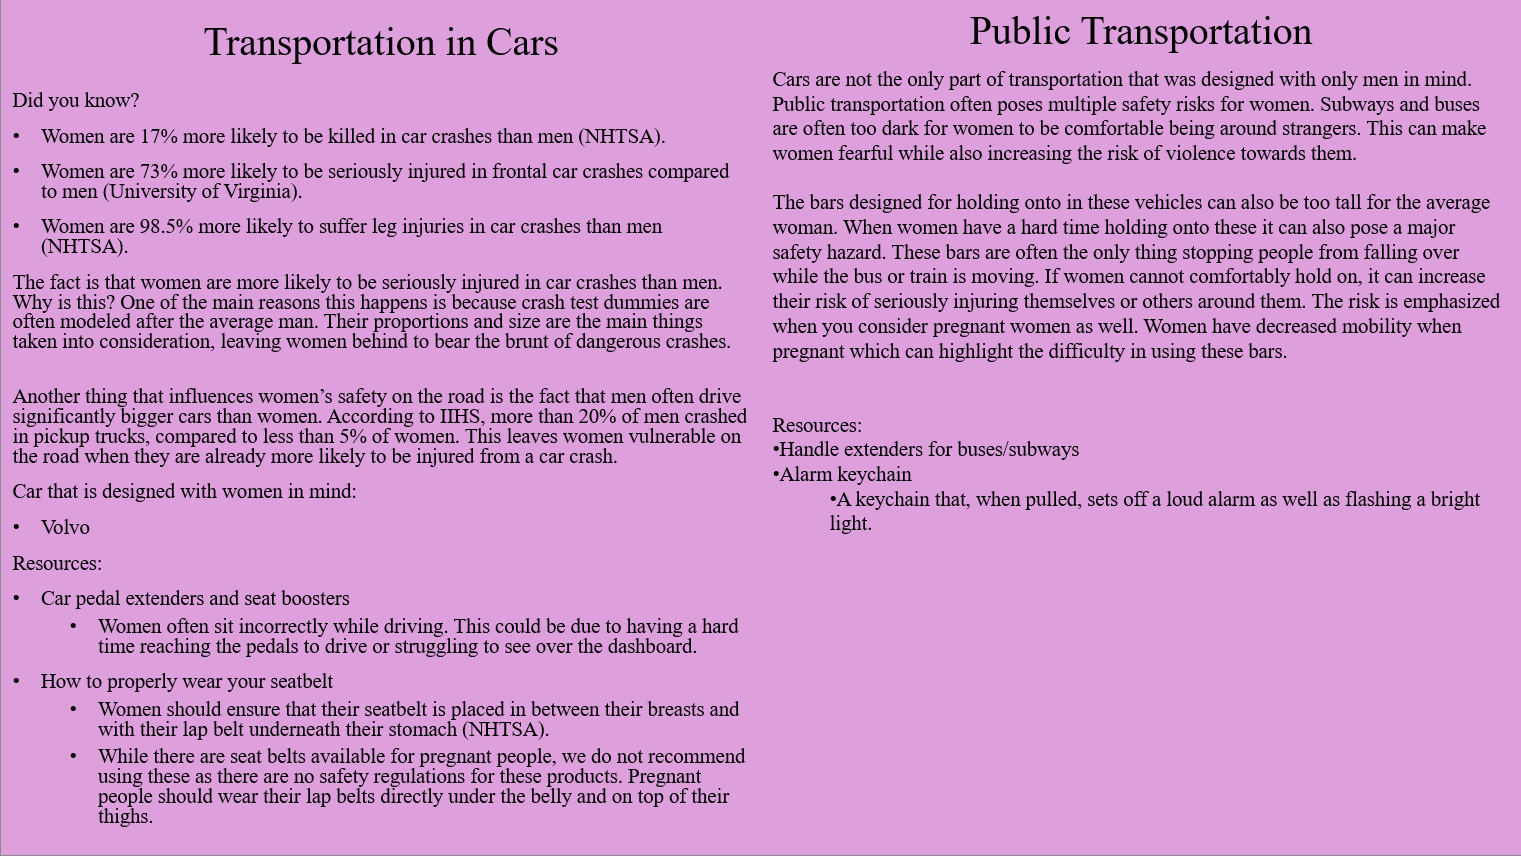 Transportation in Cars
Did you know?
• Women are 17% more likely to be killed in car crashes than men (NHTSA).
• Women are 73% more likely to be seriously injured in frontal car crashes compared
to men (University of Virginia).
• Women are 98.5% more likely to suffer leg injuries in car crashes than men
(NHTSA).
The fact is that women are more likely to be seriously injured in car crashes than men.
Why is this? One of the main reasons this happens is because crash test dummies are
often modeled after the average man. Their proportions and size are the main things
taken into consideration, leaving women behind to bear the brunt of dangerous crashes.
Another thing that influences women’s safety on the road is the fact that men often drive
significantly bigger cars than women. According to IIHS, more than 20% of men crashed
in pickup trucks, compared to less than 5% of women. This leaves women vulnerable on
the road when they are already more likely to be injured from a car crash.
Car that is designed with women in mind:
• Volvo
Resources:
• Car pedal extenders and seat boosters
• Women often sit incorrectly while driving. This could be due to having a hard
time reaching the pedals to drive or struggling to see over the dashboard.
• How to properly wear your seatbelt
• Women should ensure that their seatbelt is placed in between their breasts and
with their lap belt underneath their stomach (NHTSA).
• While there are seat belts available for pregnant people, we do not recommend
using these as there are no safety regulations for these products. Pregnant
people should wear their lap belts directly under the belly and on top of their
thighs.
Public Transportation
Cars are not the only part of transportation that was designed with only men in mind.
Public transportation often poses multiple safety risks for women. Subways and buses
are often too dark for women to be comfortable being around strangers. This can make
women fearful while also increasing the risk of violence towards them.
The bars designed for holding onto in these vehicles can also be too tall for the average
woman. When women have a hard time holding onto these it can also pose a major
safety hazard. These bars are often the only thing stopping people from falling over
while the bus or train is moving. If women cannot comfortably hold on, it can increase
their risk of seriously injuring themselves or others around them. The risk is emphasized
when you consider pregnant women as well. Women have decreased mobility when
pregnant which can highlight the difficulty in using these bars.
Resources:
•Handle extenders for buses/subways
•Alarm keychain
•A keychain that, when pulled, sets off a loud alarm as well as flashing a bright
light.